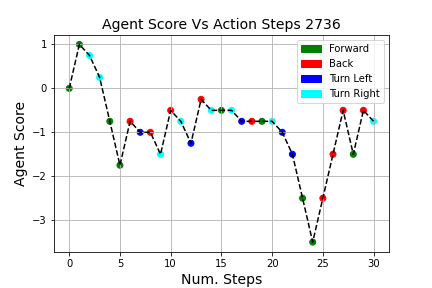 Agent Score Vs Action Steps 2736
Forward
Back
Turn Left
Turn Right
Agent Score
1
0
−1
−2
−3
0 5 10 15 20 25 30
Num. Steps